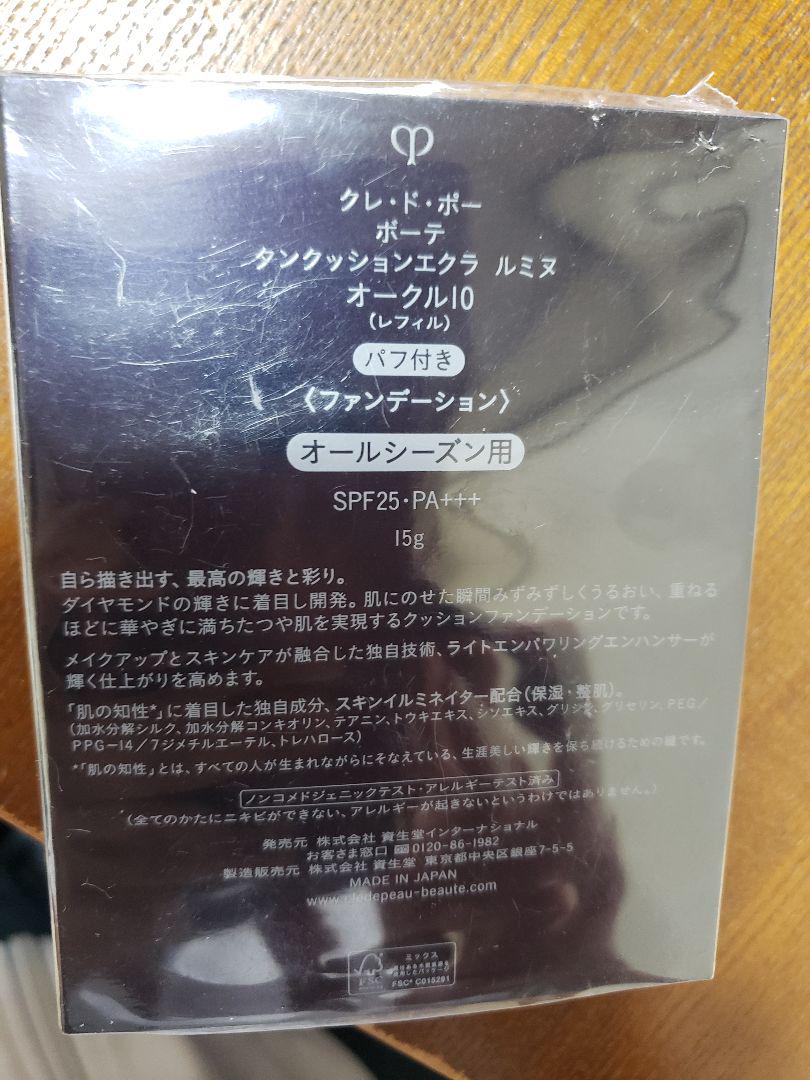 クレ・ド・ポー
ボーテ
タンクッションエクラ ルミヌ
オークル10
(レフィル)
パフ付き
〈ファンデーション〉
オールシーズン用
SPF25・PA+++
15g
自ら描き出す、最高の輝きと彩り。
ダイヤモンドの輝きに着目し開発。肌にのせた瞬間みずみずしくうるおい、重ねる
ほどに華やぎに満ちたつや肌を実現するクッションファンデーションです。
メイクアップとスキンケアが融合した独自技術、ライトエンパワリングエンハンサーが
輝く仕上がりを高めます。
「肌の知性*」に着目した独自成分、スキンイルミネイター配合(保湿・整肌)。
(加水分解シルク、加水分解コンキオリン、テアニン、トウキエキス、シソエキス、グリシン、グリセリン、PEG/
PPG-14/7ジメチルエーテル、トレハロース)
*「肌の知性」とは、すべての人が生まれながらにそなえている、生涯美しい輝きを保ち続けるための鍵です。
ノンコメドジェニックテスト・アレルギーテスト済み
(全てのかたにニキビができない、アレルギーが起きないというわけではありません。)
発売元 株式会社 資生堂インターナショナル
お客さま窓口 0120-86-1982
製造販売元 株式会社 資生堂 東京都中央区銀座7-5-5
MADE IN JAPAN
www.cledepeau-beaute.com
ミックス
責任ある木質資源を
使用したパッケージ
FSC
FSC® C015291